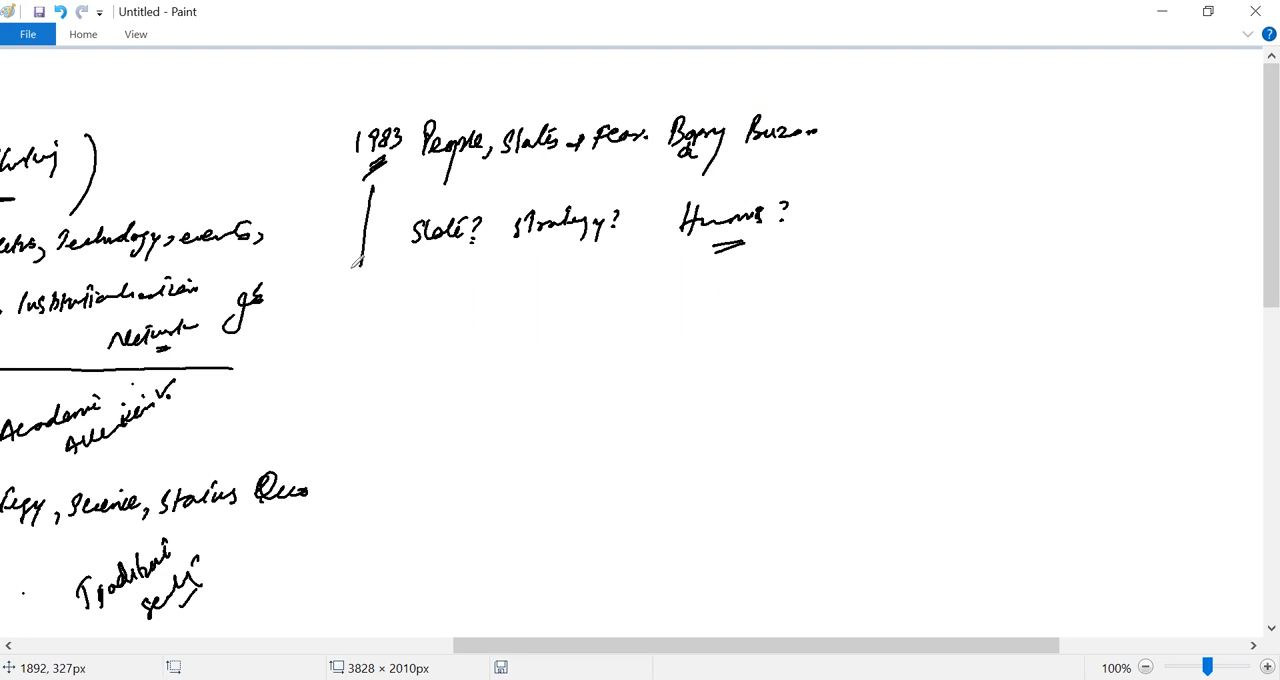 Untitled - Paint
File Home View
1983 People, States & Fear. Barry Buzan
State? strategy? Humans?
Technology, events,
Institutionalization
Network
Academic
Attention
Science, Status Quo
Traditional
1892, 327px 3828 × 2010px 100%